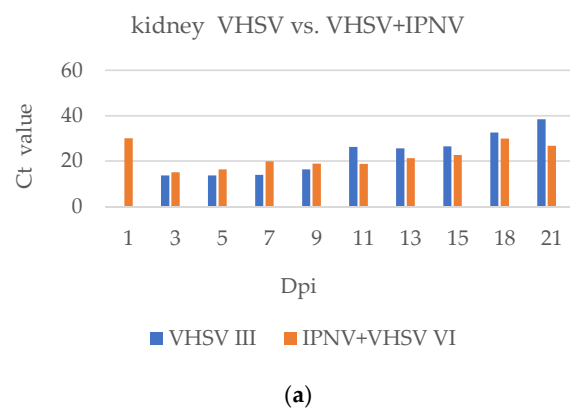 kidney VHSV vs. VHSV+IPNV
60
40
20
0
Ct value
1 3 5 7 9 11 13 15 18 21
Dpi
VHSV III IPNV+VHSV VI
(a)